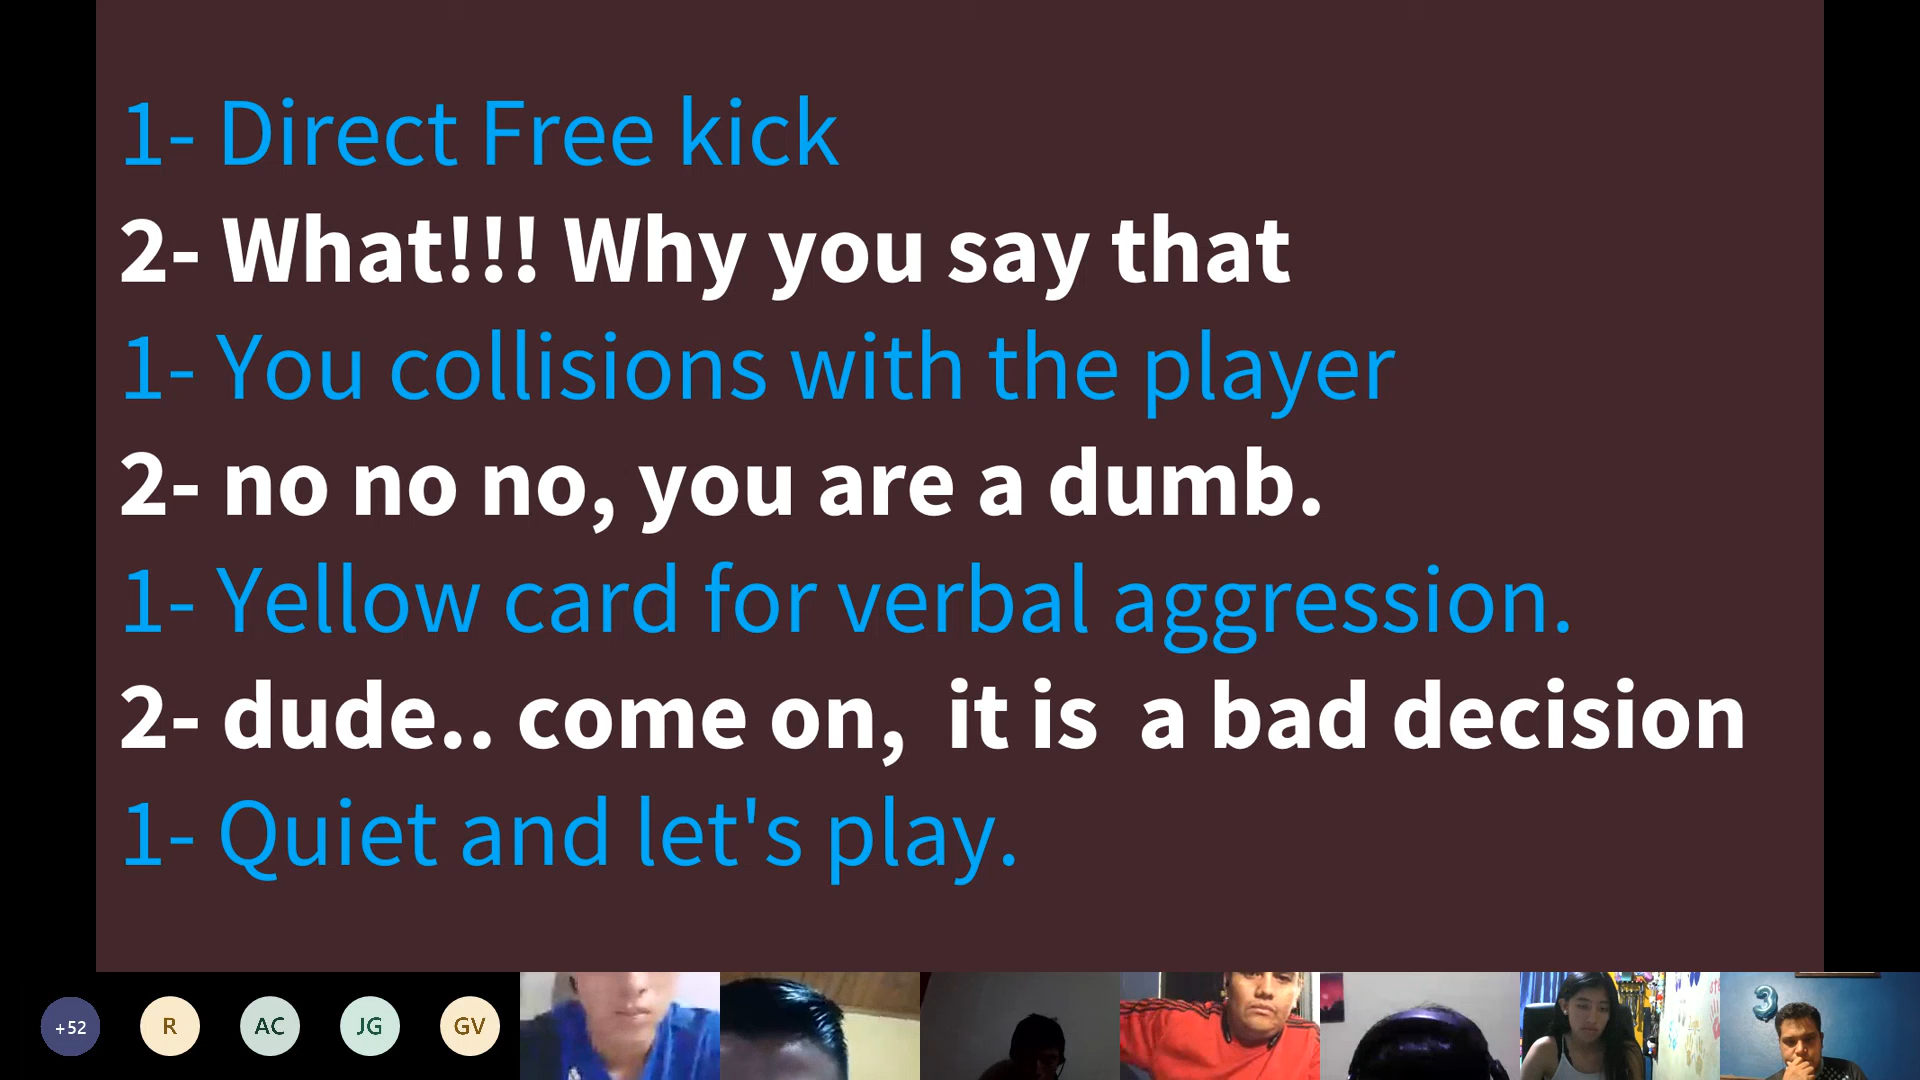 1- Direct Free kick
2- What!!! Why you say that
1- You collisions with the player
2- no no no, you are a dumb.
1- Yellow card for verbal aggression.
2- dude.. come on, it is a bad decision
1- Quiet and let's play.
+52 R AC JG GV
3